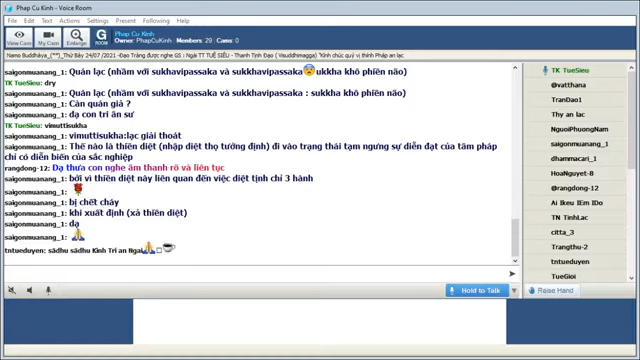 Phap Cu Kinh - Voice Room
File Text Actions Settings Present Following Help
View Cam
My Cam
Enlarge
G ROOM
Phap Cu Kinh
Owner: PhapCuKinh Members: 29 Cams: 0
Namo Buddhàya_(**)_Thứ Bảy 24/07/2021 -Đạo Tràng được nghe GS : Ngài TT TUỆ SIÊU - Thanh Tịnh Đạo ( Visuddhimagga) "Kính chúc quý vị thính Pháp an lạc
saigonmuanang_1: Quán lạc (nhầm với sukhavipassaka và sukkhavipassaka sukkha khô phiền não)
TK TueSieu: dry
saigonmuanang_1: Quán lạc (nhầm với sukhavipassaka và sukkhavipassaka : sukkha khô phiền não)
saigonmuanang_1: Càn quán giả ?
saigonmuanang_1: dạ con tri ân sư
TK TueSieu: vimuttisukha
saigonmuanang_1: vimuttisukha:lạc giải thoát
saigonmuanang_1: Thế nào là thiền diệt (nhập diệt thọ tưởng định) đi vào trạng thái tạm ngưng sự diễn đạt của tâm pháp
chỉ có diễn biến của sắc nghiệp
rangdong-12: Dạ thưa con nghe âm thanh rõ và liên tục
saigonmuanang_1: bởi vì thiền diệt này liên quan đến việc diệt tịnh chỉ 3 hành
saigonmuanang_1:
saigonmuanang_1: bị chết cháy
saigonmuanang_1: khi xuất định (xả thiền diệt)
saigonmuanang_1: dạ
saigonmuanang_1:
tntueduyen: sādhu sādhu Kính Tri ân Ngài
Hold to Talk
Raise Hand
TK TueSieu
@vatthana
TranDao1
Thy an lac
NguoiPhuongNam
saigonmuanang_1
dhammacari_1
HoaNguyet-8
@rangdong-12
Ai Ikeu IEm IDo
TN TinhLac
citta_3
Trangthu-2
tntueduyen
TueGioi